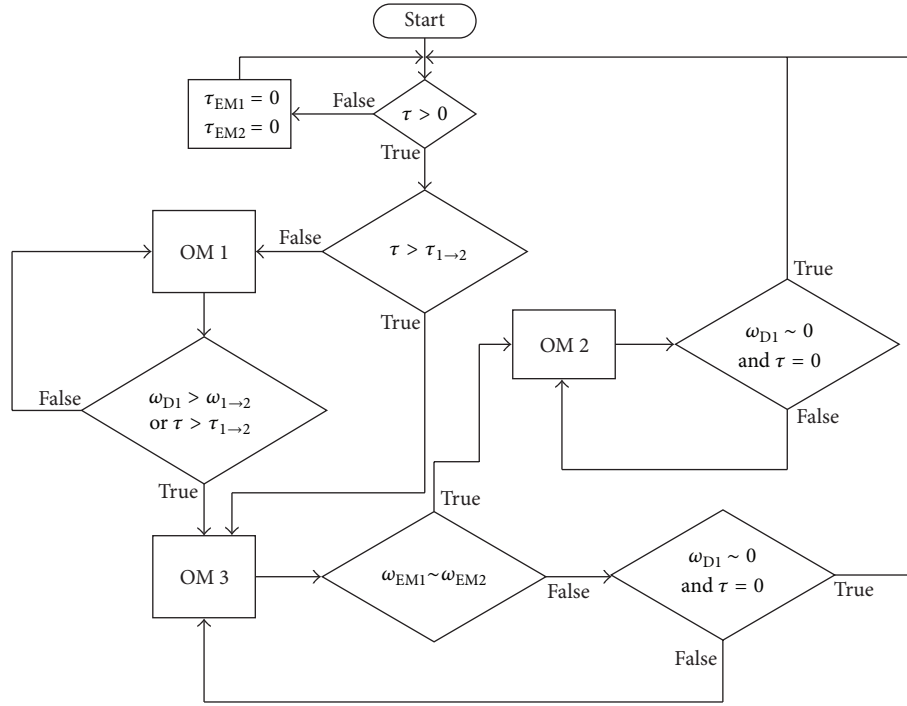 Start
τ_EM1 = 0
τ_EM2 = 0
False
τ > 0
True
OM 1
False
τ > τ_1→2
True
True
OM 2
ω_D1 ~ 0
and τ = 0
False
False
ω_D1 > ω_1→2
or τ > τ_1→2
True
True
OM 3
ω_EM1~ω_EM2
False
ω_D1 ~ 0
and τ = 0
True
False